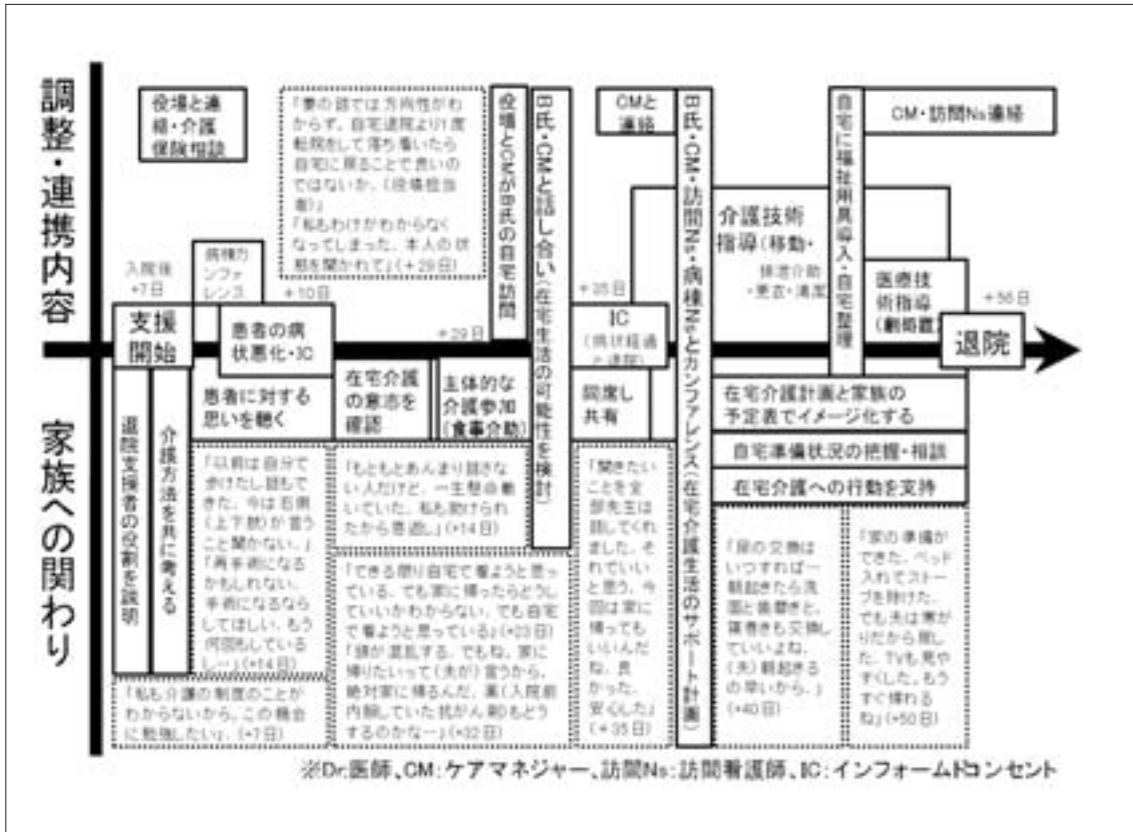 調整・連携内容
家族への関わり
役場と連
絡・介護
保険相談
「妻の話では方向性がわ
からず、自宅退院より1度
転院をして落ち着いたら
自宅に戻ることで良いの
ではないか。(役場担当
者)」
「私もわけがわからなく
なってしまった、本人の状
態を聞かれて」(+29日)
役場とCMがB氏の自宅訪問
B氏・CMと話し合い(在宅生活の可能性を検討)
CMと
連絡
B氏・CM・訪問Ns・病棟Nsとカンファレンス(在宅介護生活のサポート計画)
自宅に福祉用具導入・自宅整理
CM・訪問Ns連絡
介護技術
指導(移動・
排泄介助
・更衣・清潔
医療技
術指導
(創処置)
入院後
+7日
病棟カ
ンファ
レンス
+10日
+29日
+35日
+56日
支援
開始
患者の病
状悪化・IC
IC
(病状経過
と退院)
退院
退院支援者の役割を説明
介護方法を共に考える
患者に対する
思いを聴く
在宅介護
の意志を
確認
主体的な
介護参加
(食事介助)
同席し
共有
在宅介護計画と家族の
予定表でイメージ化する
自宅準備状況の把握・相談
在宅介護への行動を支持
「以前は自分で
歩けたし話もで
きた。今は右側
(上下肢)が言う
こと聞かない。」
「再手術になる
かもしれない。
手術になるなら
してほしい、もう
何回もしている
し…」(+14日)
「私も介護の制度のことが
わからないから、この機会
に勉強したい」。(+7日)
「もともとあんまり話さな
い人だけど、一生懸命働
いていた。私も助けられ
たから恩返し」(+14日)
「できる限り自宅で看ようと思っ
ている、でも家に帰ったらどうし
ていいかわからない、でも自宅
で看ようと思っている」(+23日)
「頭が混乱する、でもね、家に
帰りたいって(夫が)言うから、
絶対家に帰るんだ、薬(入院前
内服していた抗がん剤)もどう
するのかな…」(+32日)
「聞きたい
ことを全
部先生は
話してくれ
ました、それ
でいい
と思う、今
回は家に
帰っても
いいんだ
ね、良
かった、
安心した」
(+35日)
「尿の交換は
いつすれば…
朝起きたら洗
面と歯磨きと、
寝巻きも交換し
ていいよね、
(夫)朝起きる
の早いから。」
(+40日)
「家の準備が
できた、ベッド
入れてストー
ブを除けた、
でも夫は寒が
りだから
た、TVも見や
すくした、もう
すぐ帰れる
ね」(+50日)
※Dr:医師、CM:ケアマネジャー、訪問Ns:訪問看護師、IC:インフォームドコンセント